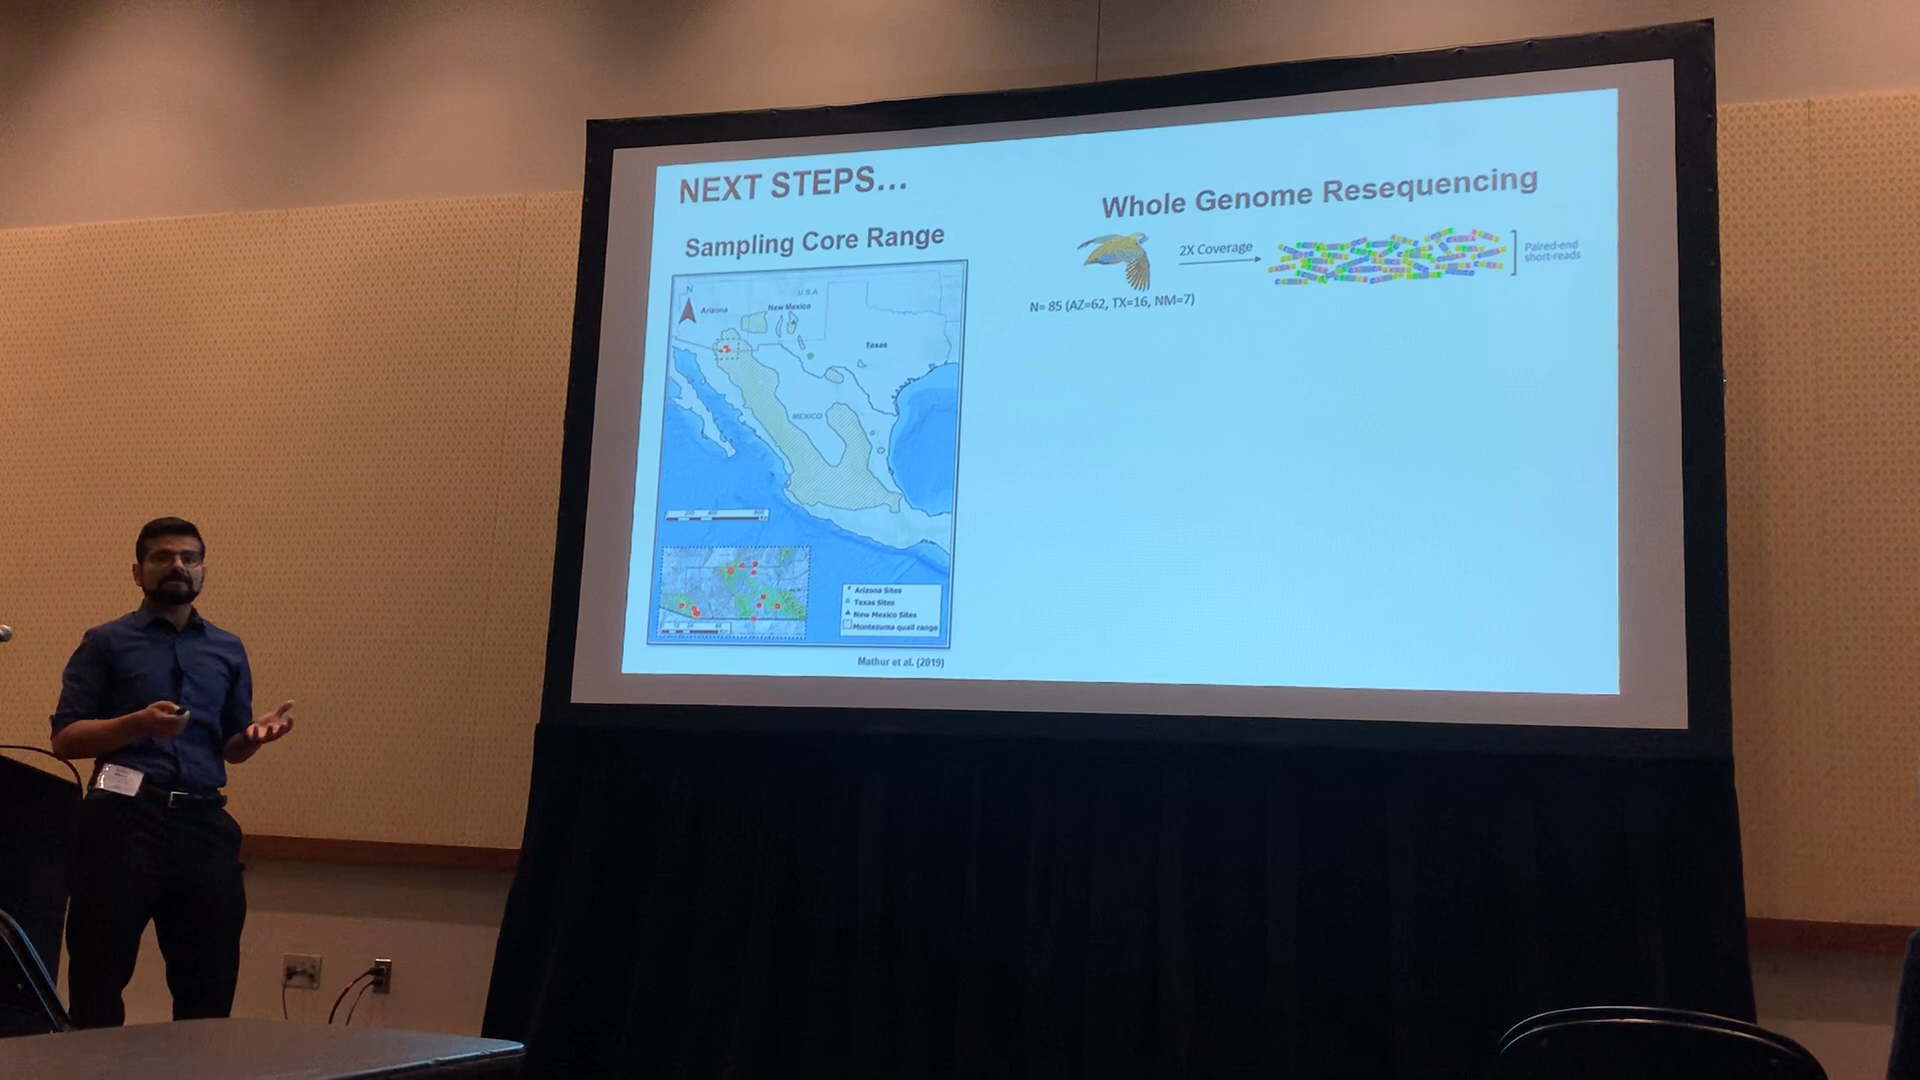 NEXT STEPS...
Sampling Core Range
N
U.S.A
Arizona
New Mexico
Texas
MEXICO
Arizona Sites
Texas Sites
New Mexico Sites
Montezuma quail range
Mathur et al. (2019)
Whole Genome Resequencing
2X Coverage
Paired-end
short-reads
N= 85 (AZ=62, TX=16, NM=7)